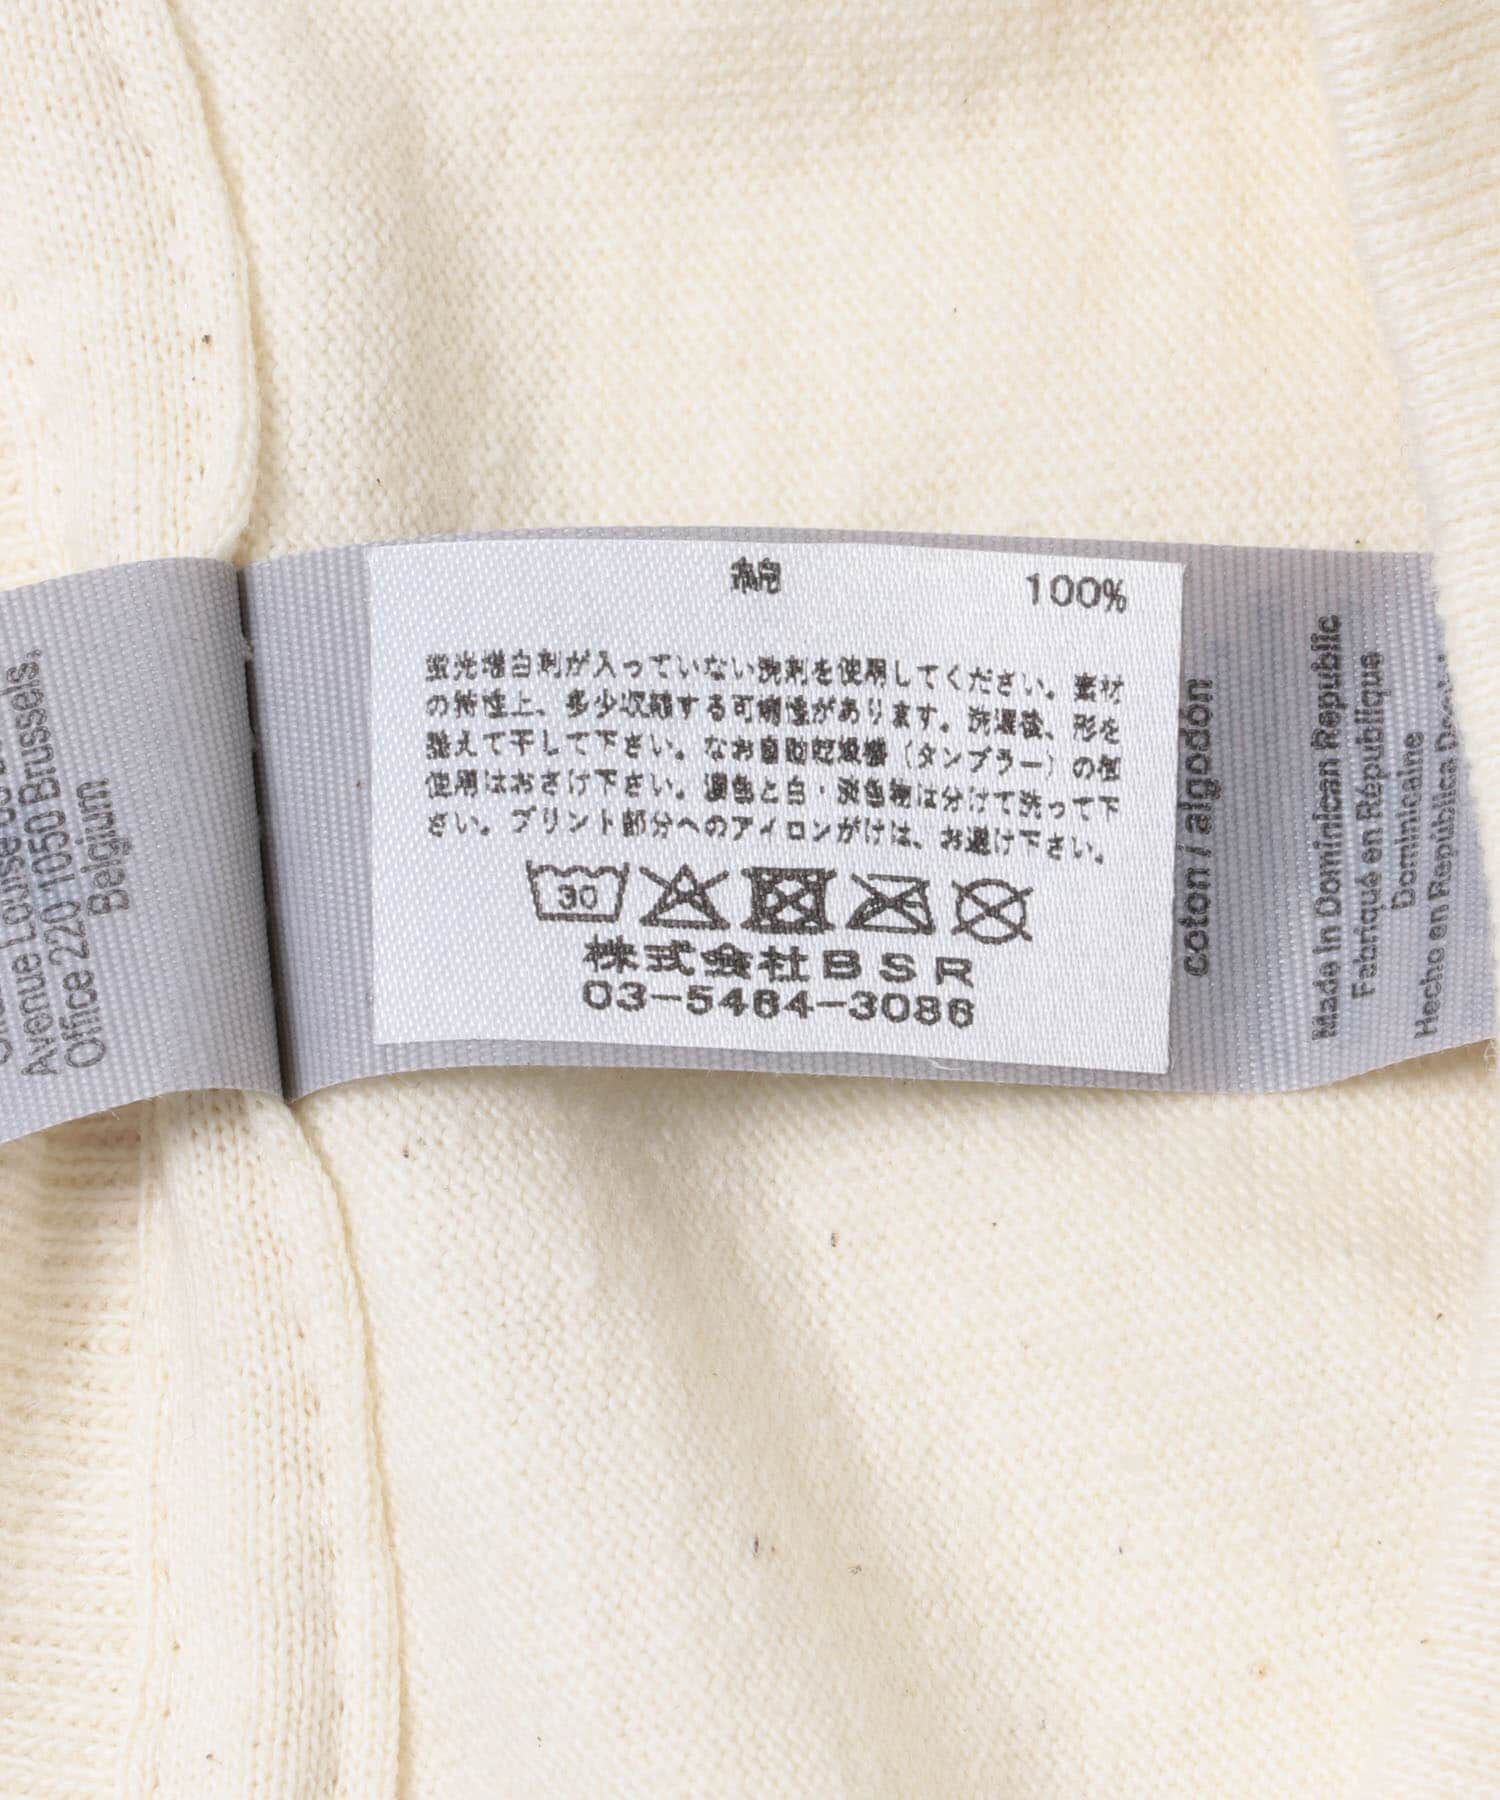 綿 100%
蛍光増白剤が入っていない洗剤を使用してください。素材
の特性上、多少収縮する可能性があります。洗濯後、形を
整えて干して下さい。なお自動乾燥機(タンブラー)の御
使用はおさけ下さい。濃色と白・淡色物は分けて洗って下
さい。プリント部分へのアイロンがけは、お避け下さい。
30
株式会社BSR
03-5464-3086
coton / algodón
Made in Dominican Republic
Fabriqué en République
Dominicaine
Hecho en República
Avenue Louise
Office 220 1050 Brussels,
Belgium